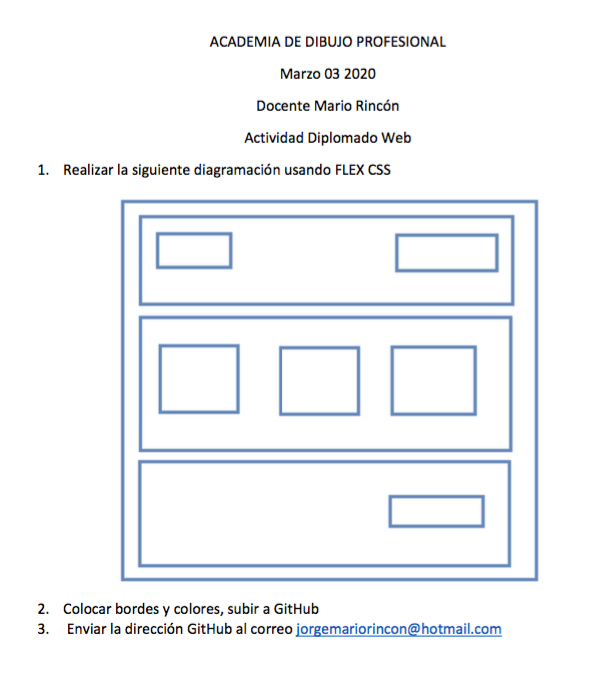 ACADEMIA DE DIBUJO PROFESIONAL
Marzo 03 2020
Docente Mario Rincón
Actividad Diplomado Web
1. Realizar la siguiente diagramación usando FLEX CSS
2. Colocar bordes y colores, subir a GitHub
3. Enviar la dirección GitHub al correo jorgemariorincon@hotmail.com